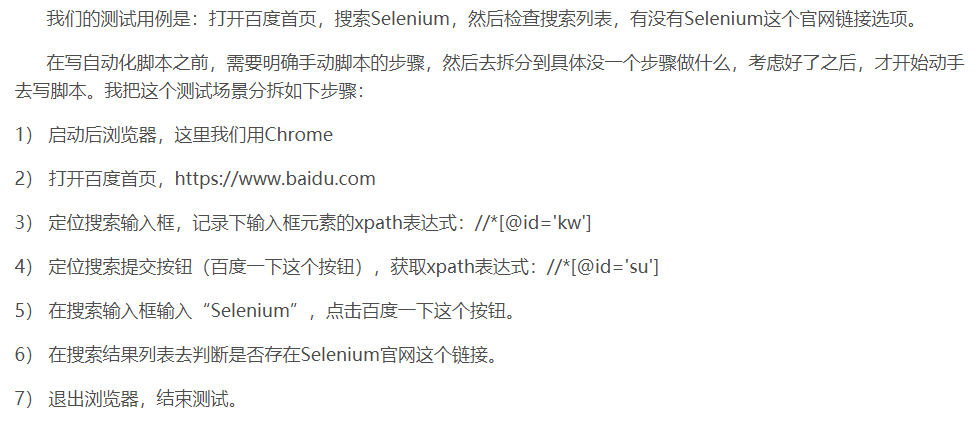 我们的测试用例是：打开百度首页，搜索Selenium，然后检查搜索列表，有没有Selenium这个官网链接选项。
在写自动化脚本之前，需要明确手动脚本的步骤，然后去拆分到具体没一个步骤做什么，考虑好了之后，才开始动手
去写脚本。我把这个测试场景分拆如下步骤：
1） 启动后浏览器，这里我们用Chrome
2） 打开百度首页，https://www.baidu.com
3） 定位搜索输入框，记录下输入框元素的xpath表达式：//*[@id='kw']
4） 定位搜索提交按钮（百度一下这个按钮），获取xpath表达式：//*[@id='su']
5） 在搜索输入框输入“Selenium”，点击百度一下这个按钮。
6） 在搜索结果列表去判断是否存在Selenium官网这个链接。
7） 退出浏览器，结束测试。